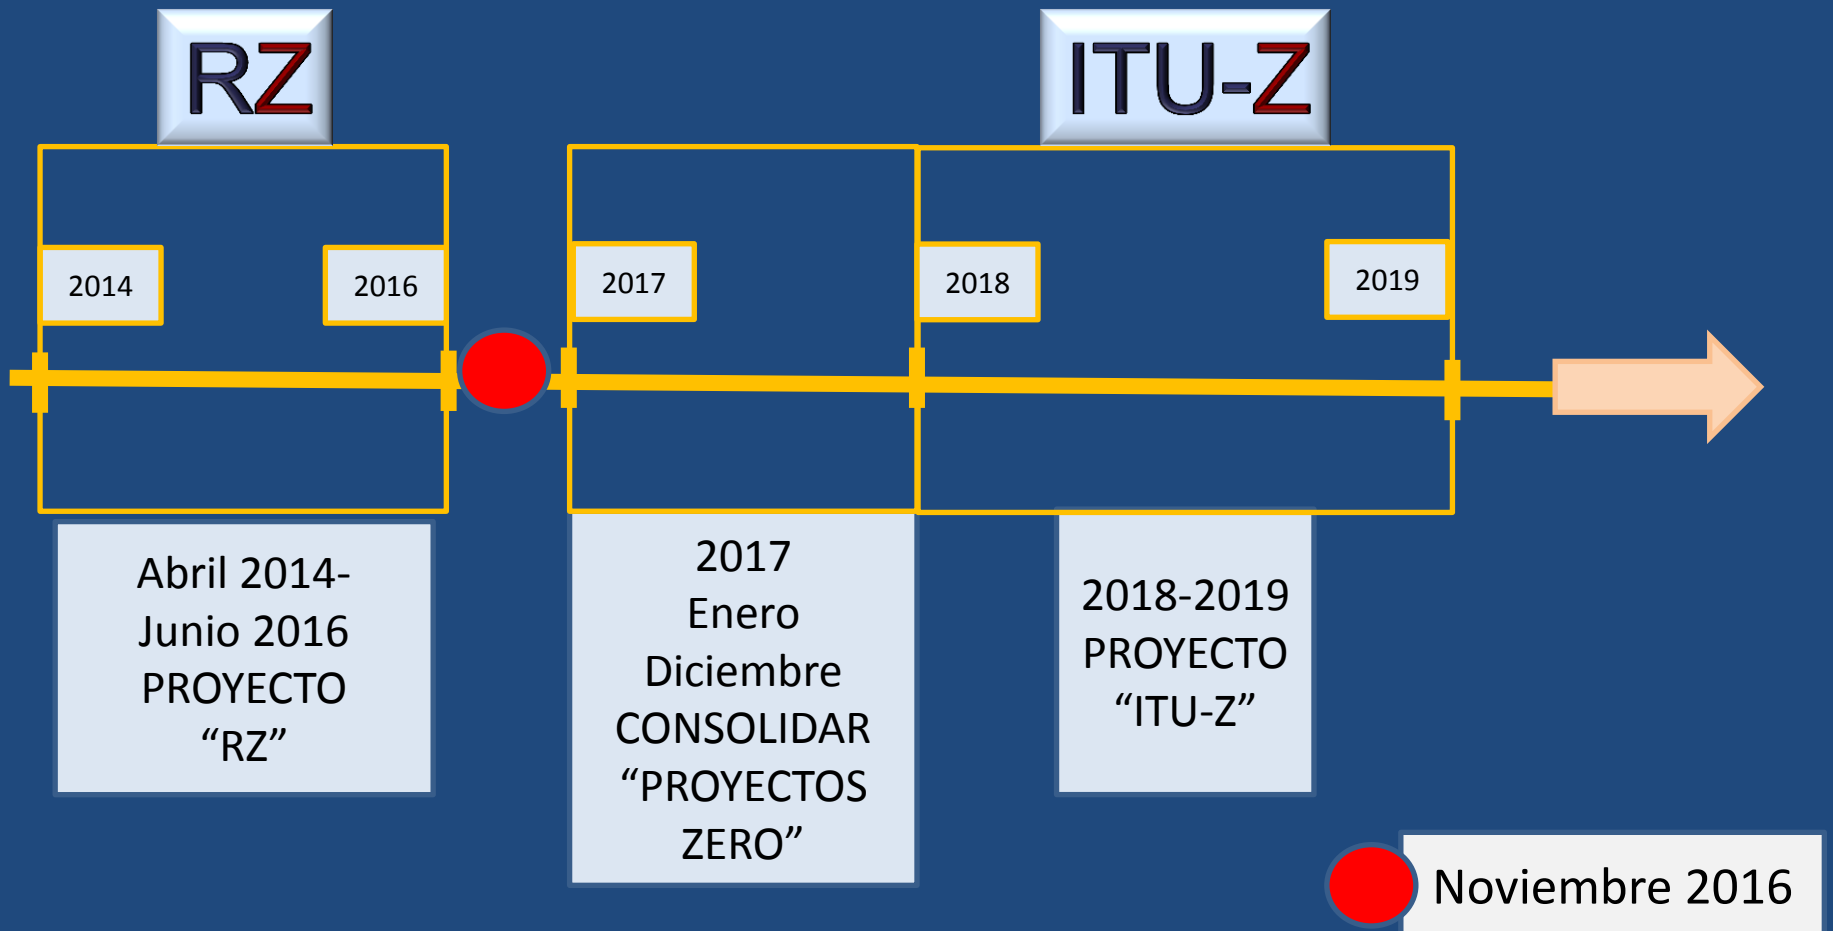 RZ
ITU-Z
2014
2016
2017
2018
2019
Abril 2014-
Junio 2016
PROYECTO
“RZ”
2017
Enero
Diciembre
CONSOLIDAR
“PROYECTOS
ZERO”
2018-2019
PROYECTO
“ITU-Z”
Noviembre 2016